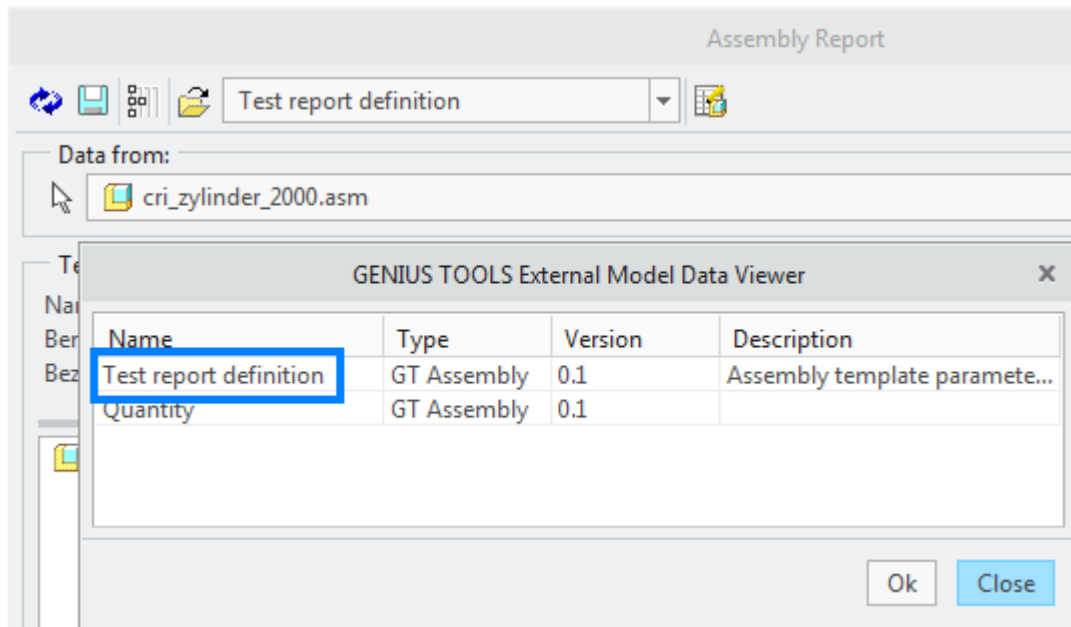 Assembly Report
Test report definition
Data from:
cri_zylinder_2000.asm
GENIUS TOOLS External Model Data Viewer
Name Type Version Description
Test report definition GT Assembly 0.1 Assembly template paramete...
Quantity GT Assembly 0.1
Ok Close